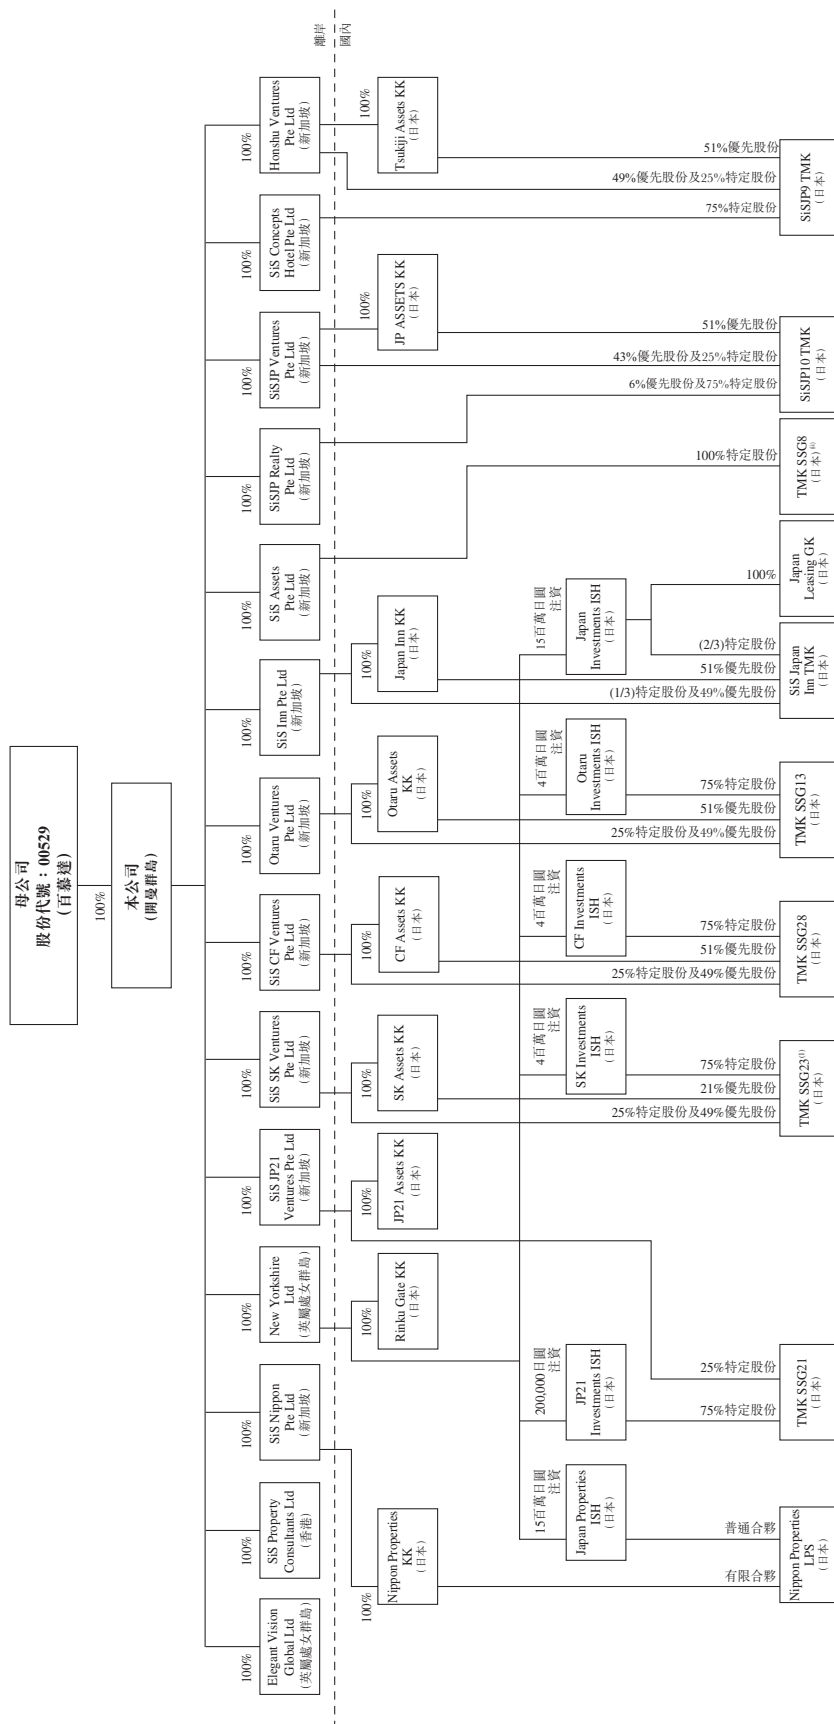 母公司
股份代號：00529
(百慕達)
100%
本公司
(開曼群島)
100%
100%
100%
100%
100%
100%
100%
100%
100%
100%
100%
100%
100%
Elegant Vision
Global Ltd
(英屬處女群島)
SiS Property
Consultants Ltd
(香港)
SiS Nippon
Pte Ltd
(新加坡)
New Yorkshire
Ltd
(英屬處女群島)
SiS JP21
Ventures Pte Ltd
(新加坡)
SiS SK Ventures
Pte Ltd
(新加坡)
SiS CF Ventures
Pte Ltd
(新加坡)
Otaru Ventures
Pte Ltd
(新加坡)
SiS Inn Pte Ltd
(新加坡)
SiS Assets
Pte Ltd
(新加坡)
SiSJP Realty
Pte Ltd
(新加坡)
SiSJP Ventures
Pte Ltd
(新加坡)
SiS Concepts
Hotel Pte Ltd
(新加坡)
Honshu Ventures
Pte Ltd
(新加坡)
離岸
國內
100%
100%
100%
100%
100%
100%
100%
100%
100%
Nippon Properties
KK
(日本)
Rinku Gate KK
(日本)
JP21 Assets KK
(日本)
SK Assets KK
(日本)
CF Assets KK
(日本)
Otaru Assets
KK
(日本)
Japan Inn KK
(日本)
JP ASSETS KK
(日本)
Tsukiji Assets KK
(日本)
15百萬日圓
注資
200,000日圓
注資
4百萬日圓
注資
4百萬日圓
注資
4百萬日圓
注資
15百萬日圓
注資
Japan Properties
ISH
(日本)
JP21
Investments ISH
(日本)
SK Investments
ISH
(日本)
CF Investments
ISH
(日本)
Otaru
Investments ISH
(日本)
Japan
Investments ISH
(日本)
有限合夥
普通合夥
75%特定股份
25%特定股份
25%特定股份及49%優先股份
21%優先股份
75%特定股份
25%特定股份及49%優先股份
51%優先股份
75%特定股份
25%特定股份及49%優先股份
51%優先股份
75%特定股份
(1/3)特定股份及49%優先股份
51%優先股份
(2/3)特定股份
100%
100%特定股份
6%優先股份及75%特定股份
43%優先股份及25%特定股份
51%優先股份
75%特定股份
49%優先股份及25%特定股份
51%優先股份
Nippon Properties
LPS
(日本)
TMK SSG21
(日本)
TMK SSG23(1)
(日本)
TMK SSG28
(日本)
TMK SSG13
(日本)
SiS Japan
Inn TMK
(日本)
Japan
Leasing GK
(日本)
TMK SSG8
(日本)
SiSJP10 TMK
(日本)
SiSJP9 TMK
(日本)